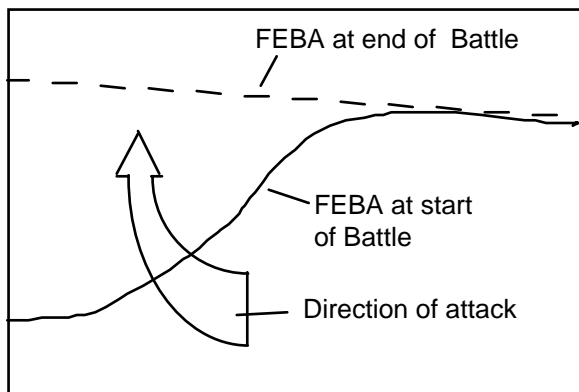 FEBA at end of Battle
FEBA at start
of Battle
Direction of attack